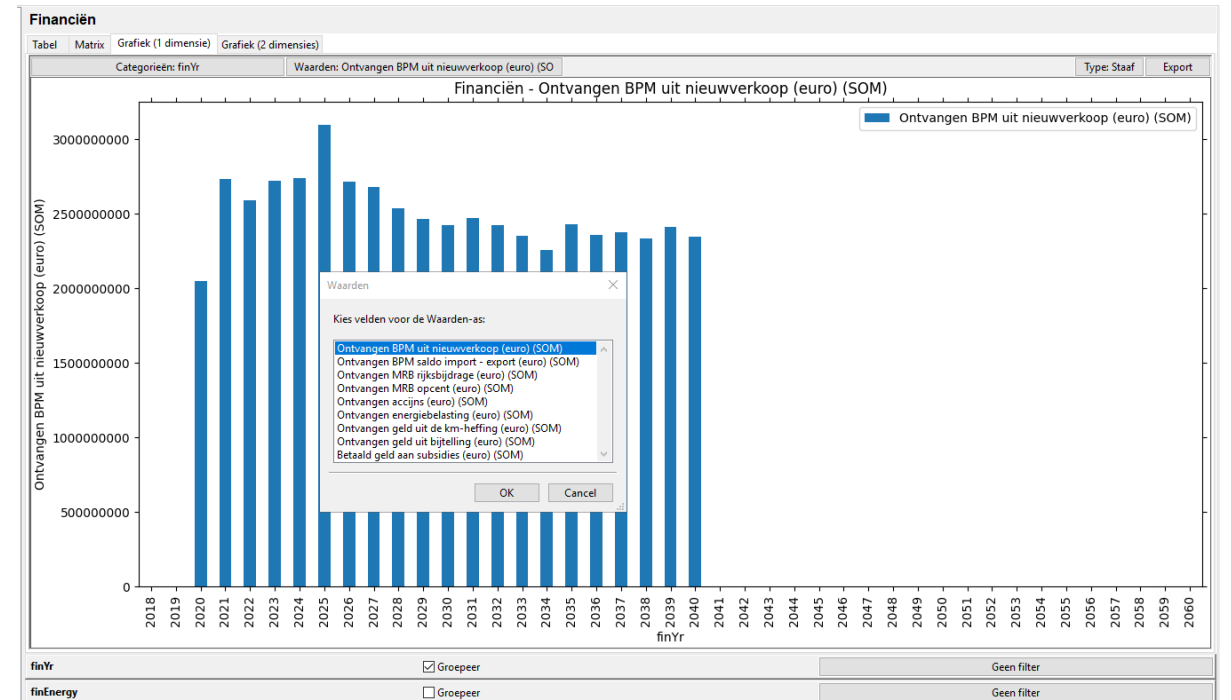 Financiën
Tabel Matrix Grafiek (1 dimensie) Grafiek (2 dimensies)
Categorieën: finYr Waarden: Ontvangen BPM uit nieuwverkoop (euro) (SO Type: Staaf Export
Financiën - Ontvangen BPM uit nieuwverkoop (euro) (SOM)
Ontvangen BPM uit nieuwverkoop (euro) (SOM)
Ontvangen BPM uit nieuwverkoop (euro) (SOM)
3000000000
2500000000
2000000000
1500000000
1000000000
500000000
0
Waarden
Kies velden voor de Waarden-as:
Ontvangen BPM uit nieuwverkoop (euro) (SOM)
Ontvangen BPM saldo import - export (euro) (SOM)
Ontvangen MRB rijksbijdrage (euro) (SOM)
Ontvangen MRB opcent (euro) (SOM)
Ontvangen accijns (euro) (SOM)
Ontvangen energiebelasting (euro) (SOM)
Ontvangen geld uit de km-heffing (euro) (SOM)
Ontvangen geld uit bijtelling (euro) (SOM)
Betaald geld aan subsidies (euro) (SOM)
OK Cancel
2018 2019 2020 2021 2022 2023 2024 2025 2026 2027 2028 2029 2030 2031 2032 2033 2034 2035 2036 2037 2038 2039 2040 2041 2042 2043 2044 2045 2046 2047 2048 2049 2050 2051 2052 2053 2054 2055 2056 2057 2058 2059 2060
finYr
finYr Groepeer Geen filter
finEnergy Groepeer Geen filter